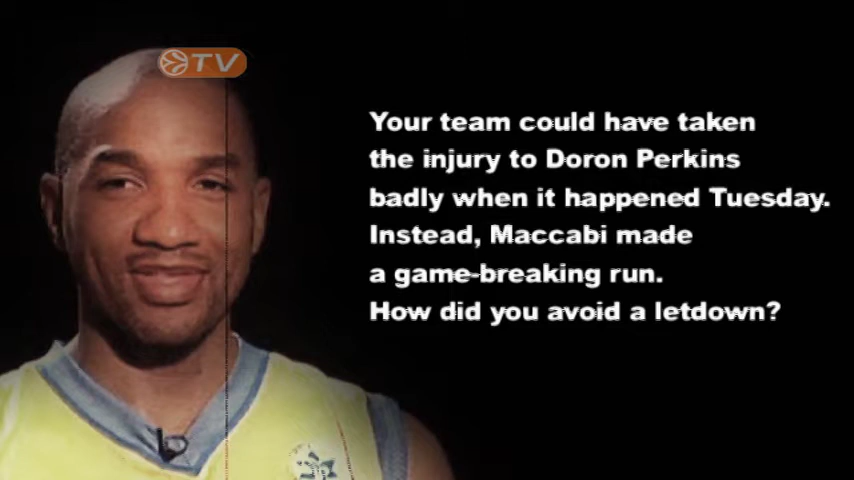 TV
Your team could have taken
the injury to Doron Perkins
badly when it happened Tuesday.
Instead, Maccabi made
a game-breaking run.
How did you avoid a letdown?